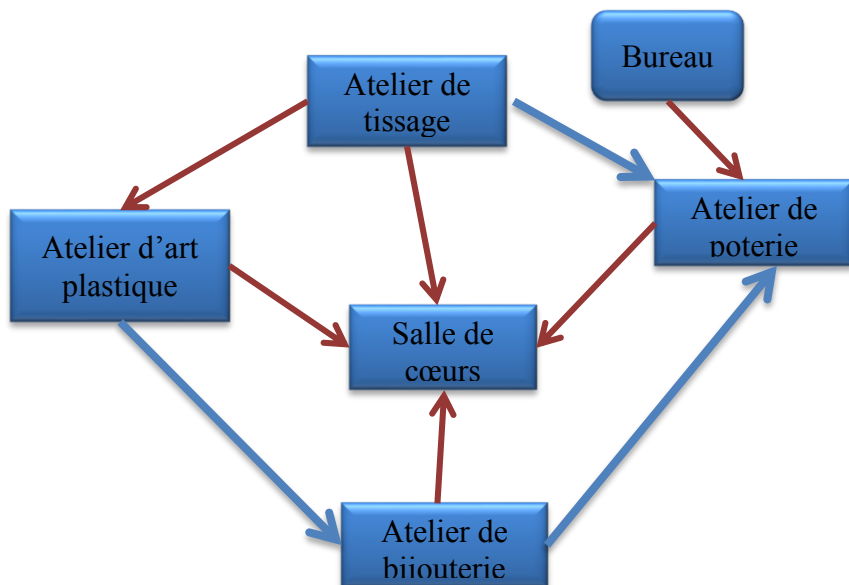 Bureau
Atelier de
tissage
Atelier de
poterie
Atelier d’art
plastique
Salle de
cœurs
Atelier de
bijouterie